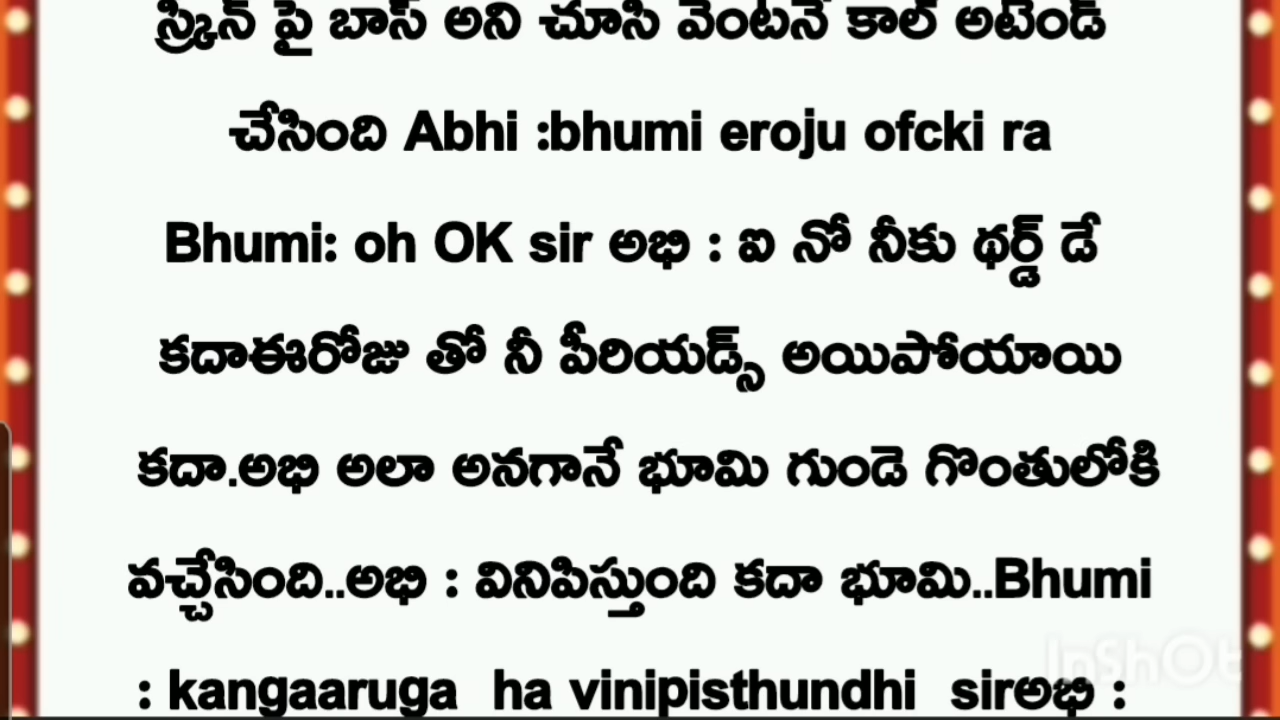 స్క్రీన్ పై బాస్ అని చూసి వెంటనే కాల్ అటెండ్
చేసింది Abhi :bhumi eroju ofcki ra
Bhumi: oh OK sir అభి : ఐ నో నీకు థర్డ్ డే
కదాఈరోజు తో నీ పీరియడ్స్ అయిపోయాయి
కదా.అభి అలా అనగానే భూమి గుండె గొంతులోకి
వచ్చేసింది..అభి : వినిపిస్తుంది కదా భూమి..Bhumi
: kangaaruga ha vinipisthundhi sirఅభి :
InShOt